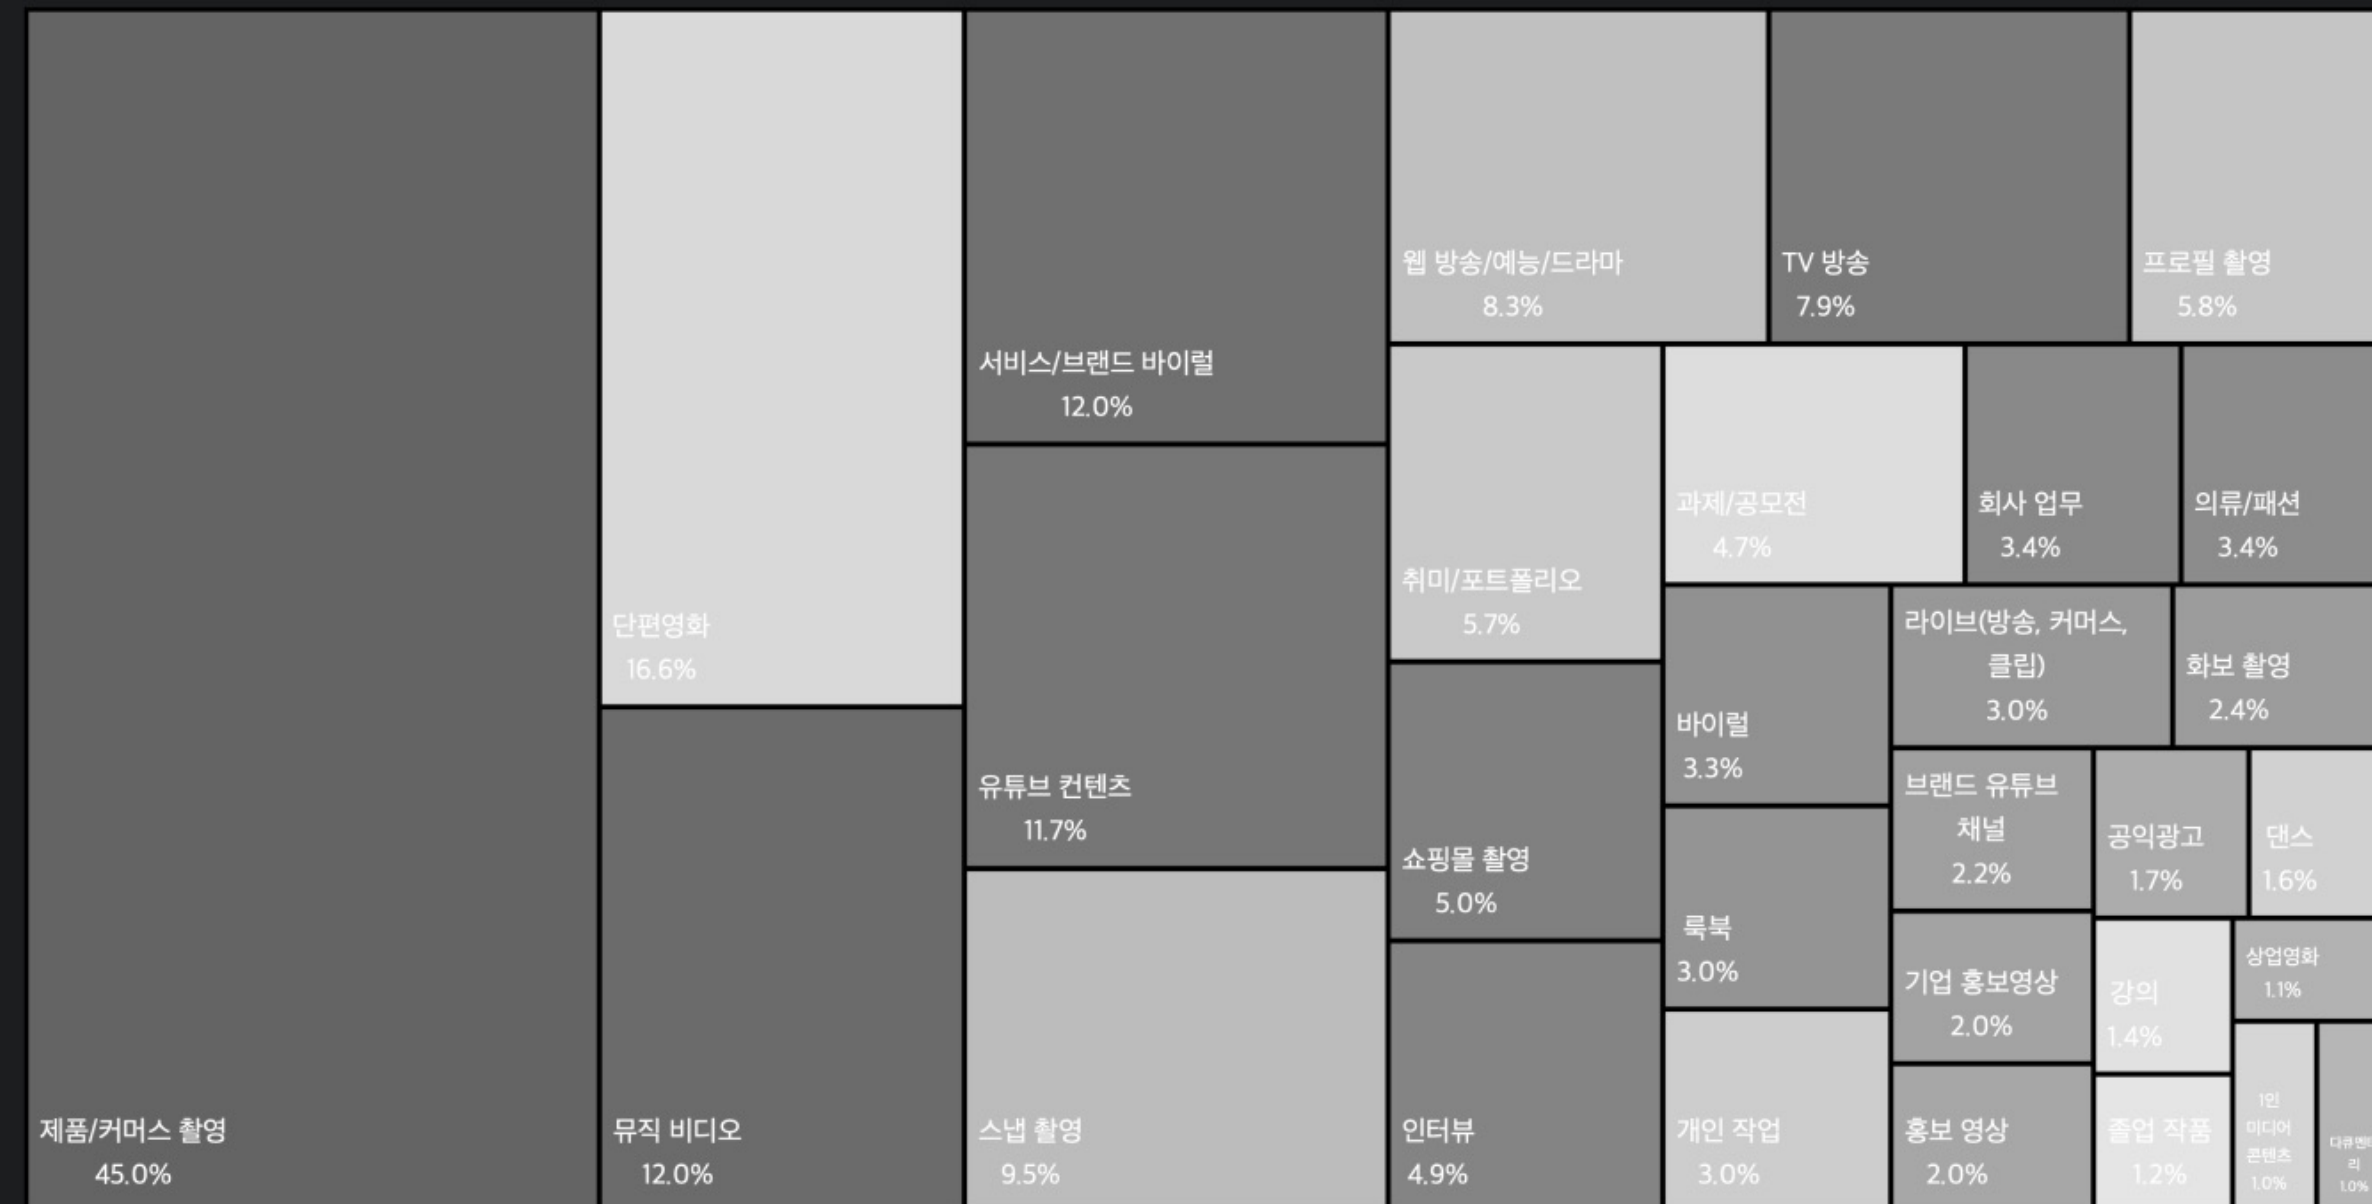 제품/커머스 촬영
45.0%
단편영화
16.6%
뮤직 비디오
12.0%
서비스/브랜드 바이럴
12.0%
유튜브 컨텐츠
11.7%
스냅 촬영
9.5%
웹 방송/예능/드라마
8.3%
TV 방송
7.9%
프로필 촬영
5.8%
취미/포트폴리오
5.7%
쇼핑몰 촬영
5.0%
인터뷰
4.9%
과제/공모전
4.7%
회사 업무
3.4%
의류/패션
3.4%
바이럴
3.3%
룩북
3.0%
개인 작업
3.0%
라이브(방송, 커머스,
클립)
3.0%
화보 촬영
2.4%
브랜드 유튜브
채널
2.2%
기업 홍보영상
2.0%
홍보 영상
2.0%
공익광고
1.7%
댄스
1.6%
강의
1.4%
졸업 작품
1.2%
상업영화
1.1%
1인
미디어
콘텐츠
1.0%
리
1.0%